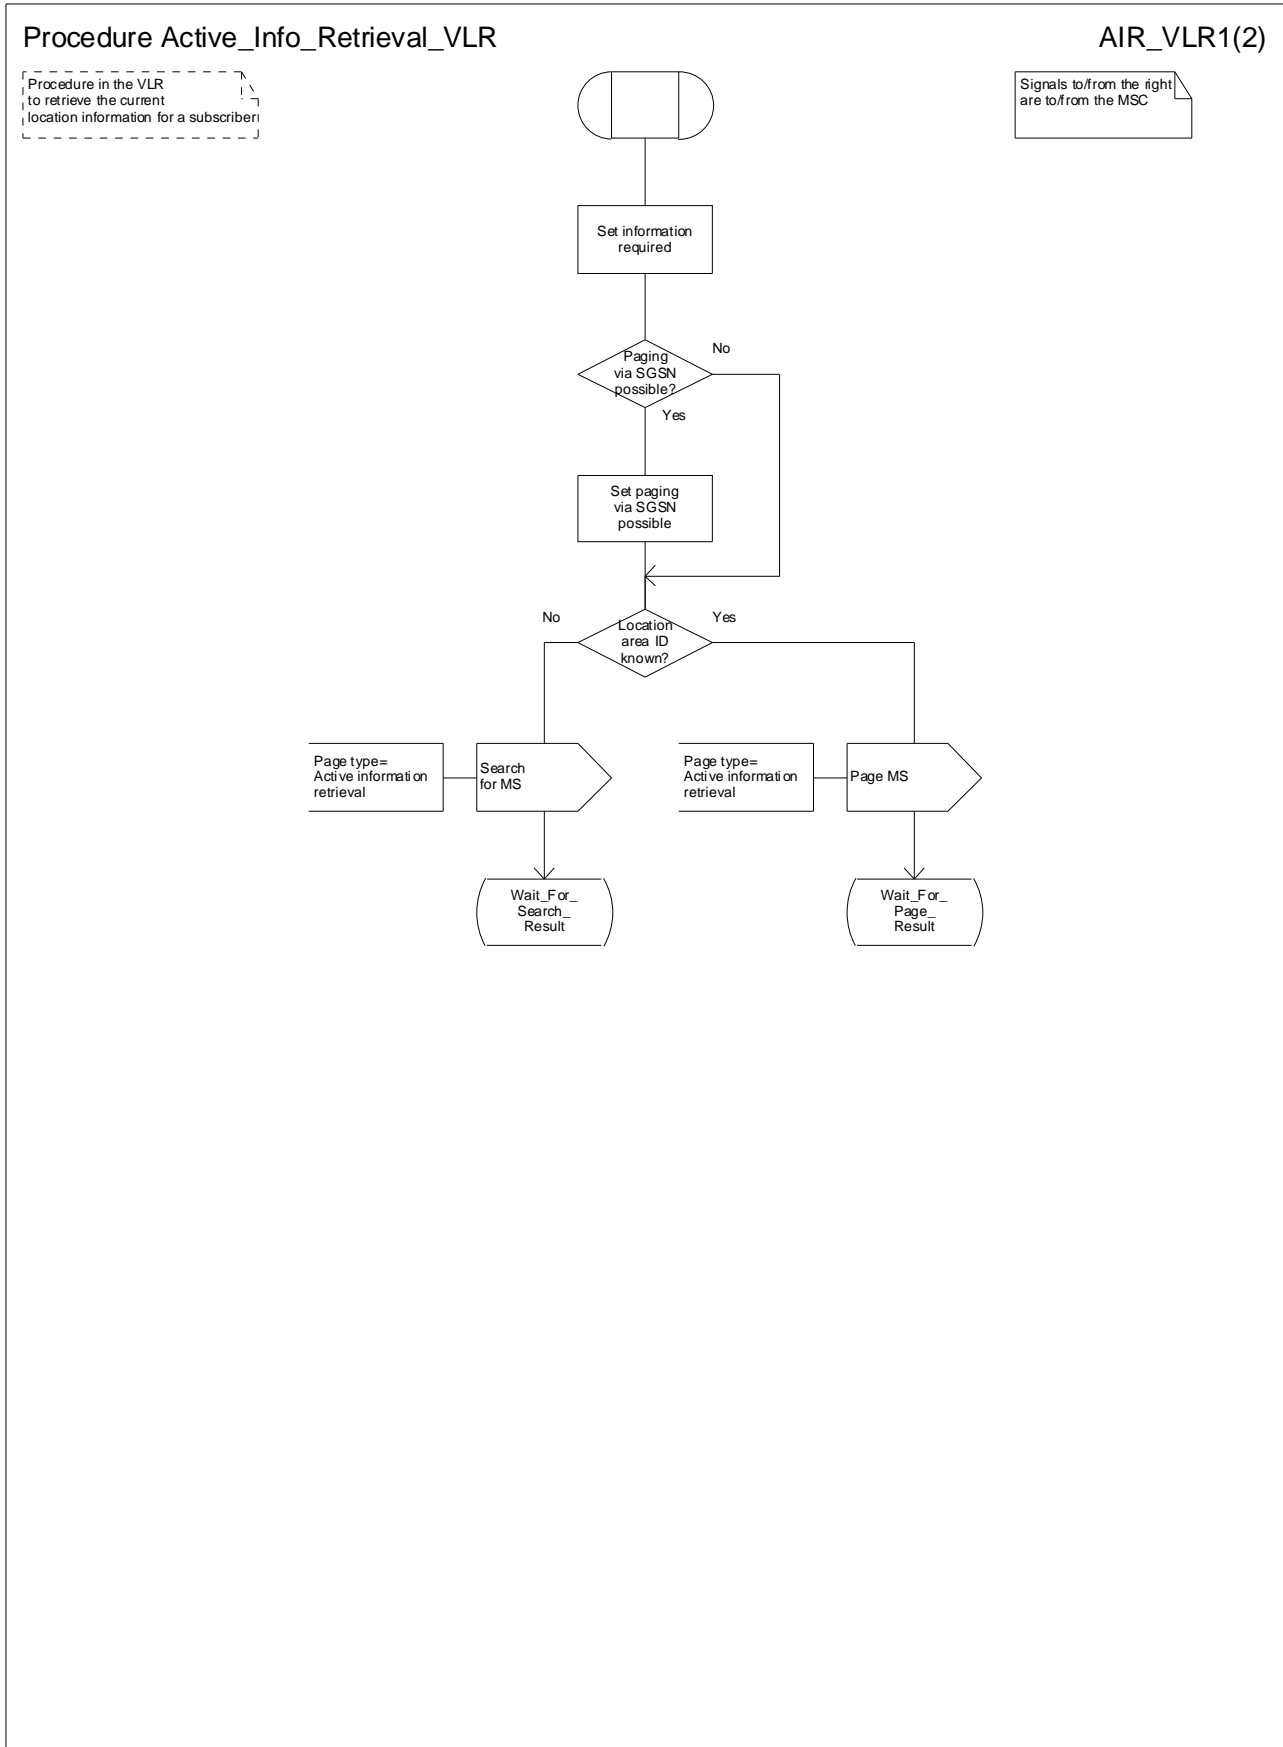 Procedure Active_Info_Retrieval_VLR
AIR_VLR1(2)
Procedure in the VLR
to retrieve the current
location information for a subscriber
Signals to/from the right
are to/from the MSC
Set information
required
Paging
via SGSN
possible?
No
Yes
Set paging
via SGSN
possible
No
Location
area ID
known?
Yes
Page type=
Active information
retrieval
Search
for MS
Page type=
Active information
retrieval
Page MS
Wait_For_
Search_
Result
Wait_For_
Page_
Result